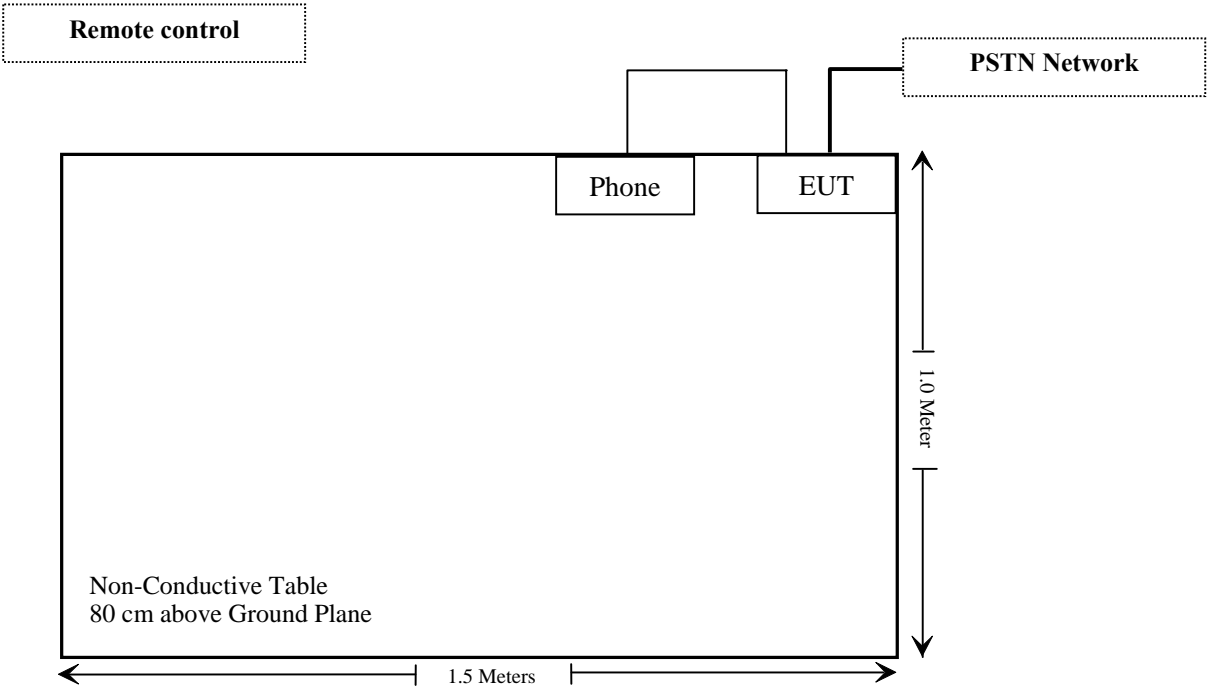 Remote control
PSTN Network
Phone
EUT
1.0 Meter
Non-Conductive Table
80 cm above Ground Plane
1.5 Meters